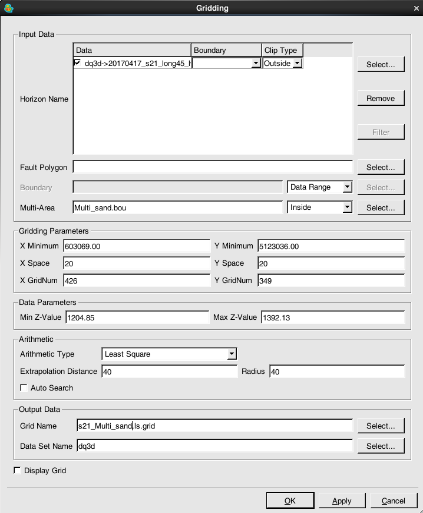 Gridding
Input Data
Data Boundary Clip Type
dq3d->20170417_s21_long45_h Outside
Select...
Horizon Name
Remove
Filter
Fault Polygon Select...
Boundary Data Range Select...
Multi-Area Multi_sand.bou Inside Select...
Gridding Parameters
X Minimum 603069.00 Y Minimum 5123036.00
X Space 20 Y Space 20
X GridNum 426 Y GridNum 349
Data Parameters
Min Z-Value 1204.85 Max Z-Value 1392.13
Arithmetic
Arithmetic Type Least Square
Extrapolation Distance 40 Radius 40
Auto Search
Output Data
Grid Name s21_Multi_sand.ls.grid Select...
Data Set Name dq3d Select...
Display Grid
OK Apply Cancel